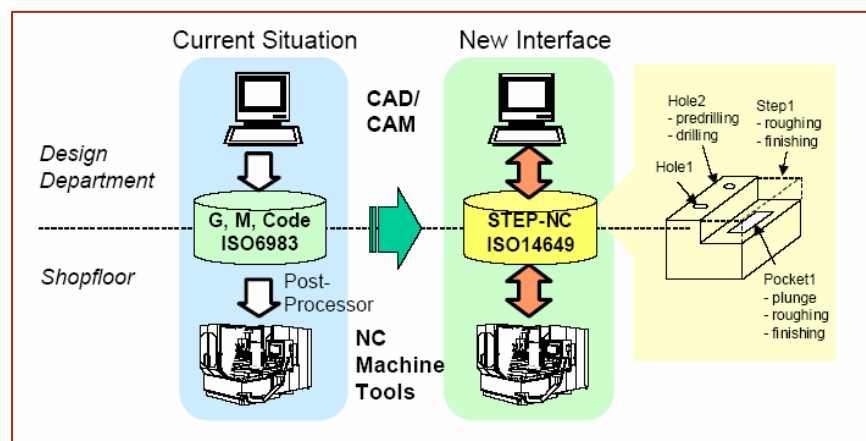 Current Situation
New Interface
CAD/
CAM
Design
Department
G, M, Code
ISO6983
STEP-NC
ISO14649
Shopfloor
Post-
Processor
NC
Machine
Tools
Hole2
- predrilling
- drilling
Step1
- roughing
- finishing
Hole1
Pocket1
- plunge
- roughing
- finishing